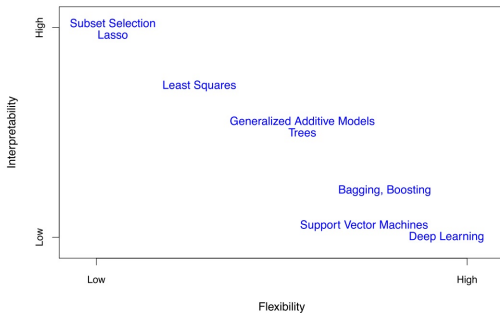 High
Interpretability
Low
Subset Selection
Lasso
Least Squares
Generalized Additive Models
Trees
Bagging, Boosting
Support Vector Machines
Deep Learning
Low
High
Flexibility